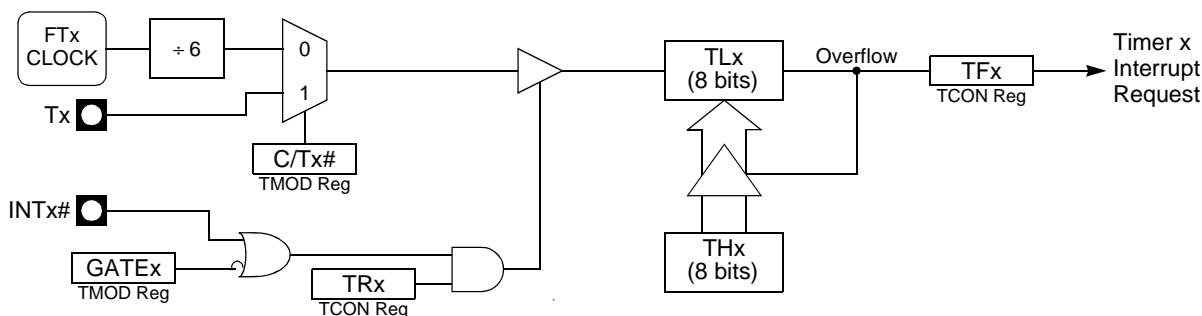 FTx
CLOCK
÷ 6
0
1
Tx
C/Tx#
TMOD Reg
TLx
(8 bits)
Overflow
TFx
TCON Reg
Timer x
Interrupt
Request
INTx#
GATEx
TMOD Reg
TRx
TCON Reg
THx
(8 bits)